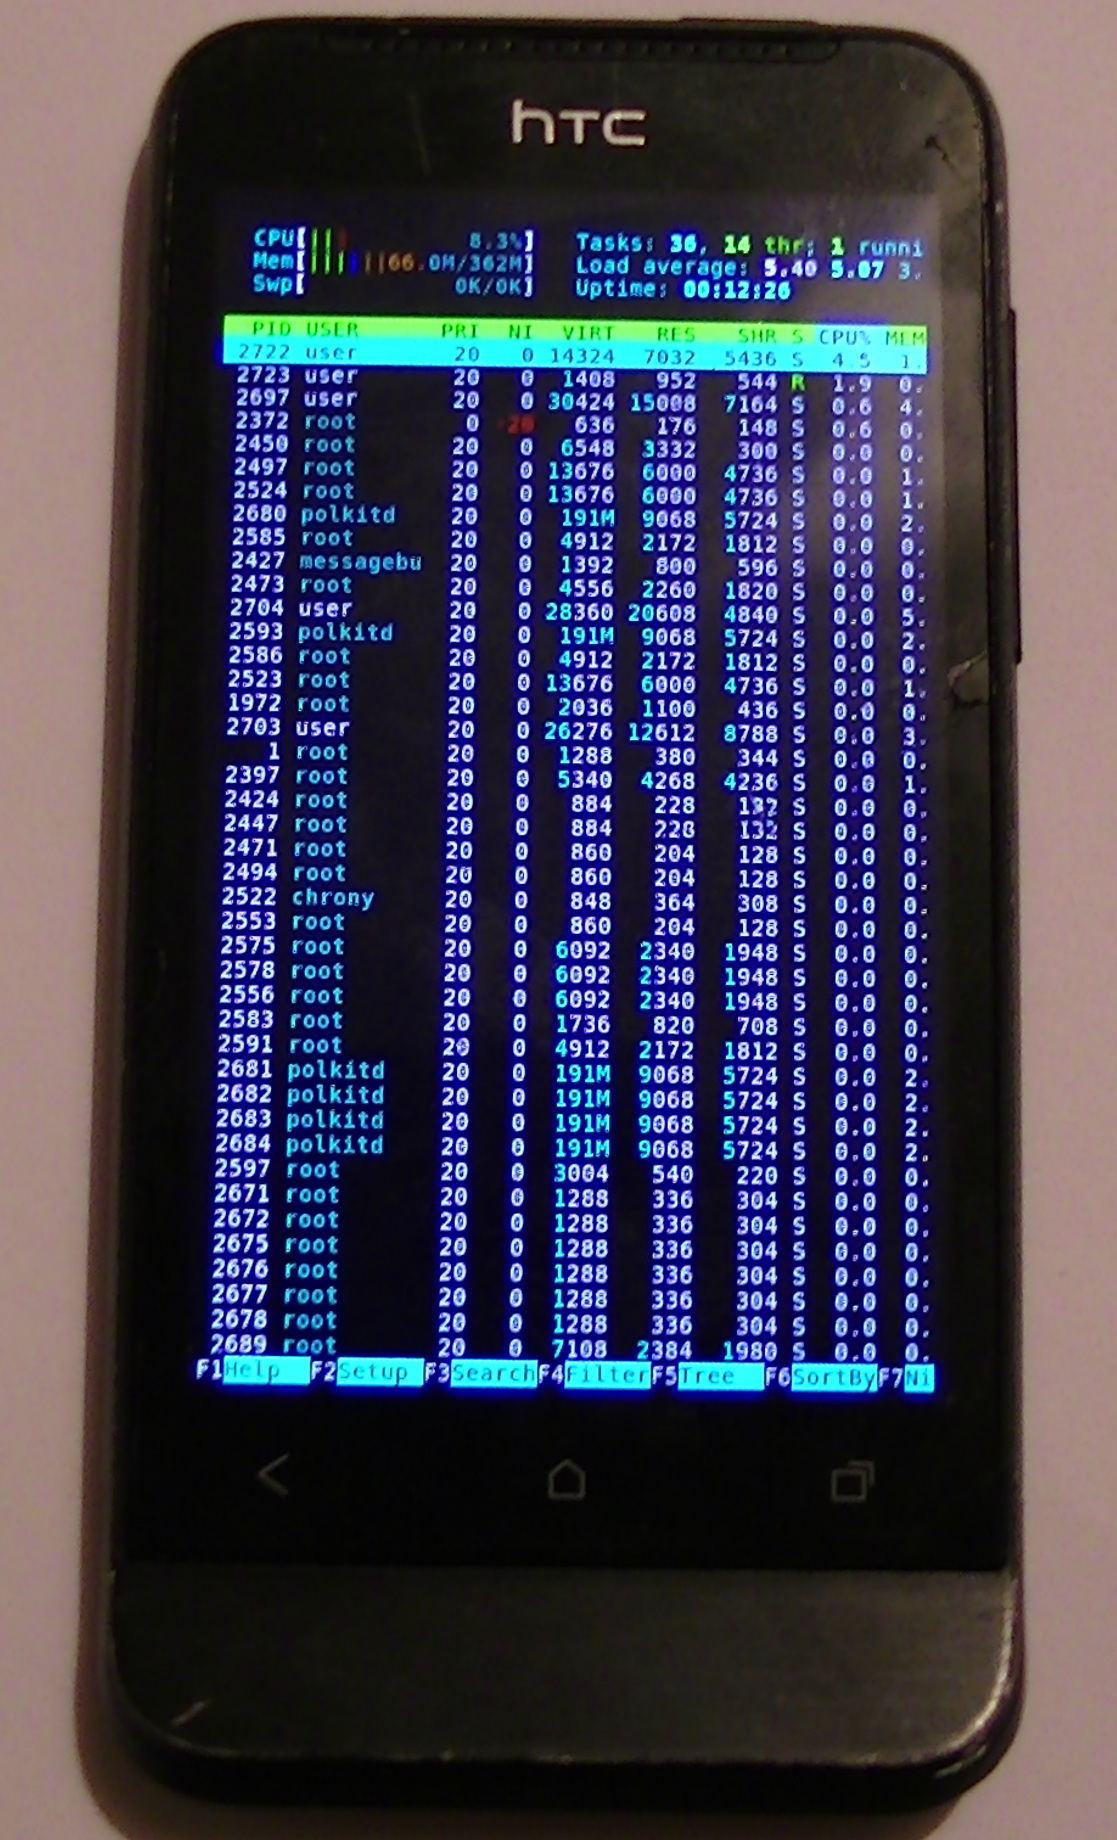 hTC
CPU[ 8.3%] Tasks: 36, 14 thr; 1 runni
Mem[||||||||66.0M/362M] Load average: 5.40 5.07 3.
Swp[ 0K/0K] Uptime: 00:12:26
PID USER PRI NI VIRT RES SHR S CPU% MEM
2722 user 20 0 14324 7032 5436 S 4.5 1.
2723 user 20 0 1408 952 544 R 1.9 0.
2697 user 20 0 30424 15008 7164 S 0.6 4.
2372 root 0 -20 636 176 148 S 0.6 0.
2450 root 20 0 6548 3332 300 S 0.0 0.
2497 root 20 0 13676 6000 4736 S 0.0 1.
2524 root 20 0 13676 6000 4736 S 0.0 1.
2680 polkitd 20 0 191M 9068 5724 S 0.0 2.
2585 root 20 0 4912 2172 1812 S 0.0 0.
2427 messagebu 20 0 1392 800 596 S 0.0 0.
2473 root 20 0 4556 2260 1820 S 0.0 0.
2704 user 20 0 28360 20608 4840 S 0.0 5.
2593 polkitd 20 0 191M 9068 5724 S 0.0 2.
2586 root 20 0 4912 2172 1812 S 0.0 0.
2523 root 20 0 13676 6000 4736 S 0.0 1.
1972 root 20 0 2036 1100 436 S 0.0 0.
2703 user 20 0 26276 12612 8788 S 0.0 3.
1 root 20 0 1288 380 344 S 0.0 0.
2397 root 20 0 5340 4268 4236 S 0.0 1.
2424 root 20 0 884 228 132 S 0.0 0.
2447 root 20 0 884 228 132 S 0.0 0.
2471 root 20 0 860 204 128 S 0.0 0.
2494 root 20 0 860 204 128 S 0.0 0.
2522 chrony 20 0 848 364 308 S 0.0 0.
2553 root 20 0 860 204 128 S 0.0 0.
2575 root 20 0 6092 2340 1948 S 0.0 0.
2578 root 20 0 6092 2340 1948 S 0.0 0.
2556 root 20 0 6092 2340 1948 S 0.0 0.
2583 root 20 0 1736 820 708 S 0.0 0.
2591 root 20 0 4912 2172 1812 S 0.0 0.
2681 polkitd 20 0 191M 9068 5724 S 0.0 2.
2682 polkitd 20 0 191M 9068 5724 S 0.0 2.
2683 polkitd 20 0 191M 9068 5724 S 0.0 2.
2684 polkitd 20 0 191M 9068 5724 S 0.0 2.
2597 root 20 0 3004 540 220 S 0.0 0.
2671 root 20 0 1288 336 304 S 0.0 0.
2672 root 20 0 1288 336 304 S 0.0 0.
2675 root 20 0 1288 336 304 S 0.0 0.
2676 root 20 0 1288 336 304 S 0.0 0.
2677 root 20 0 1288 336 304 S 0.0 0.
2678 root 20 0 1288 336 304 S 0.0 0.
2689 root 20 0 7108 2384 1980 S 0.0 0.
F1Help F2Setup F3SearchF4FilterF5Tree F6SortByF7Ni